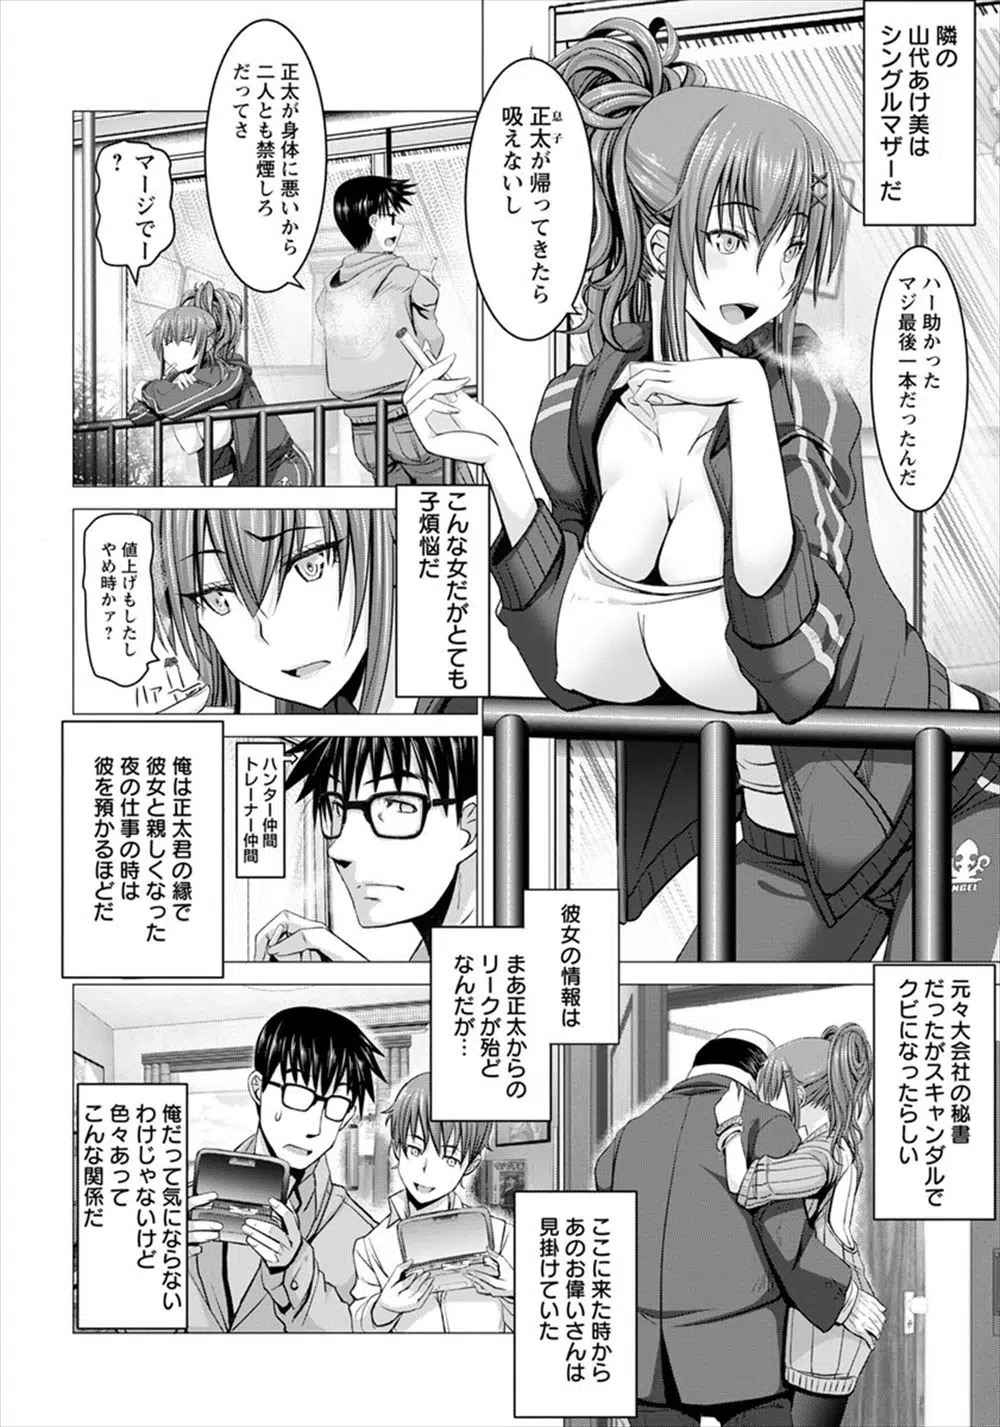 隣の
山代あけ美は
シングルマザーだ
ハー助かった
マジ最後一本だったんだ
正太が帰ってきたら
息子
吸えないし
正太が身体に悪いから
二人とも禁煙しろ
だってさ
マージでー
?
こんな女だがとても
子煩悩だ
値上げもしたし
やめ時かァ?
ハァ
ハンター仲間
トレーナー仲間
俺は正太君の縁で
彼女と親しくなった
夜の仕事の時は
彼を預かるほどだ
NGEL
彼女の情報は
まあ正太からの
リークが殆ど
なんだが…
元々大会社の秘書
だったがスキャンダルで
クビになったらしい
ここに来た時から
あのお偉いさんは
見掛けていた
俺だって気にならない
わけじゃないけど
色々あって
こんな関係だ